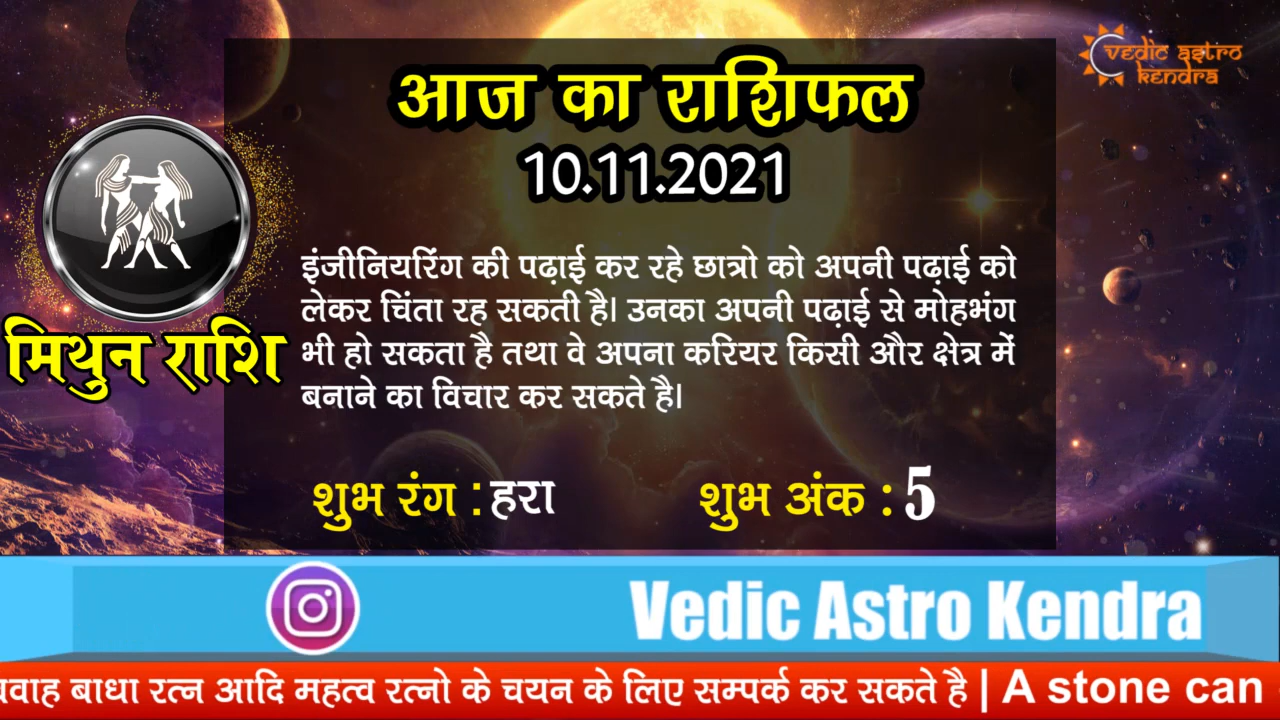 vedic astro
kendra
आज का राशिफल
10.11.2021
मिथुन राशि
इंजीनियरिंग की पढ़ाई कर रहे छात्रो को अपनी पढ़ाई को
लेकर चिंता रह सकती है। उनका अपनी पढ़ाई से मोहभंग
भी हो सकता है तथा वे अपना करियर किसी और क्षेत्र में
बनाने का विचार कर सकते है।
शुभ रंग : हरा
शुभ अंक : 5
Vedic Astro Kendra
बाधा रत्न आदि महत्व रत्नो के चयन के लिए सम्पर्क कर सकते है | A stone can